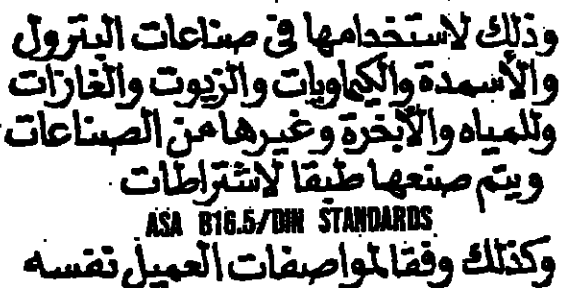 وذلك لاستخدامها في صناعات البترول
والأسمدة والكيماويات والزيوت والغازات
وللمياه والأبخرة وغيرها من الصناعات
ويتم صنعها طبقا لاشتراطات
ASA B16.5/DIN STANDARDS
وكذلك وفقا لمواصفات العميل نفسه